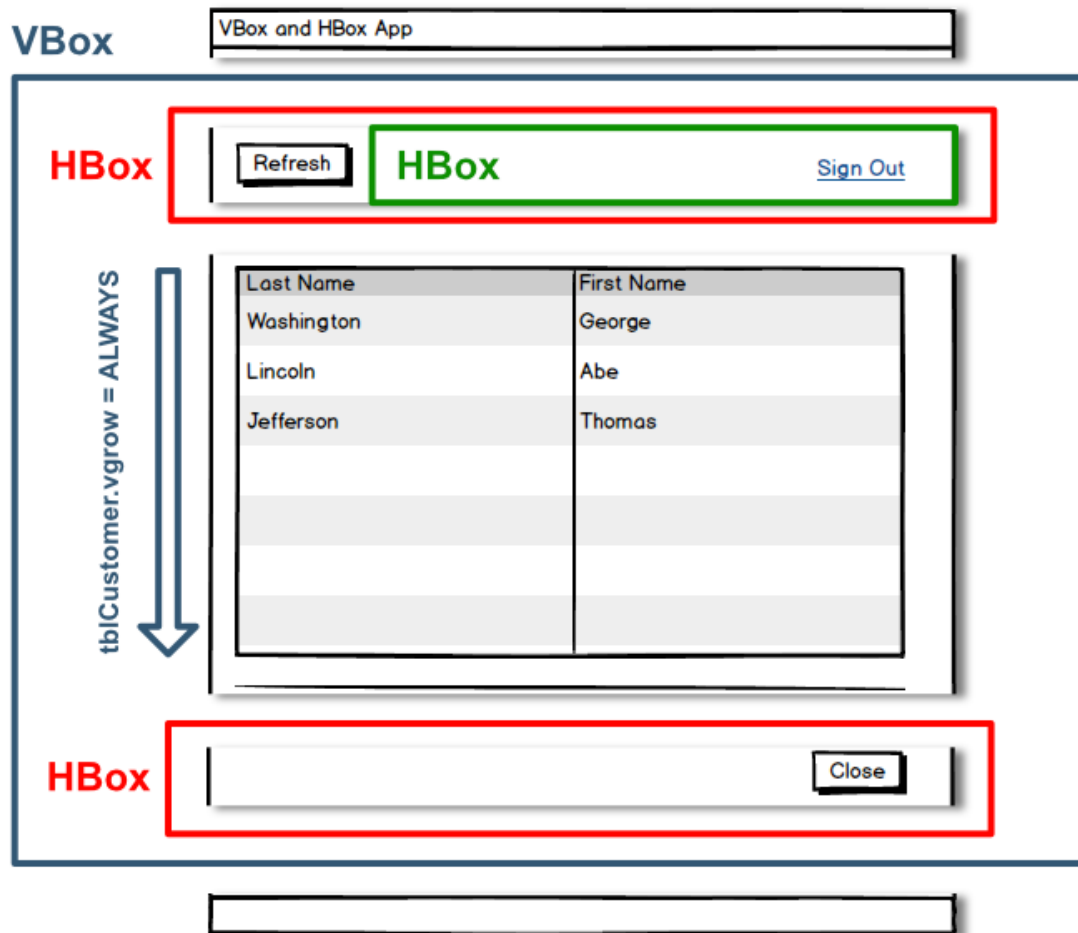 VBox
VBox and HBox App
HBox
Refresh
HBox
Sign Out
tblCustomer.vgrow = ALWAYS
Last Name First Name
Washington George
Lincoln Abe
Jefferson Thomas
HBox
Close